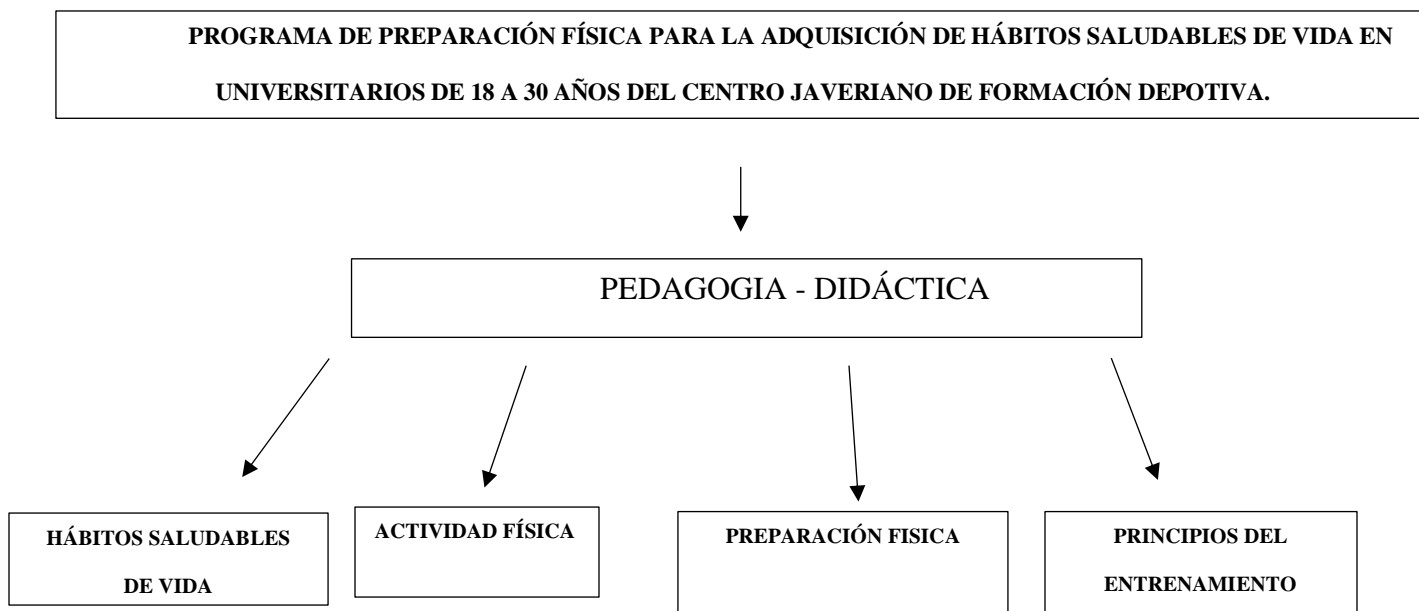 PROGRAMA DE PREPARACIÓN FÍSICA PARA LA ADQUISICIÓN DE HÁBITOS SALUDABLES DE VIDA EN
UNIVERSITARIOS DE 18 A 30 AÑOS DEL CENTRO JAVERIANO DE FORMACIÓN DEPOTIVA.
PEDAGOGIA - DIDÁCTICA
HÁBITOS SALUDABLES
DE VIDA
ACTIVIDAD FÍSICA
PREPARACIÓN FISICA
PRINCIPIOS DEL
ENTRENAMIENTO